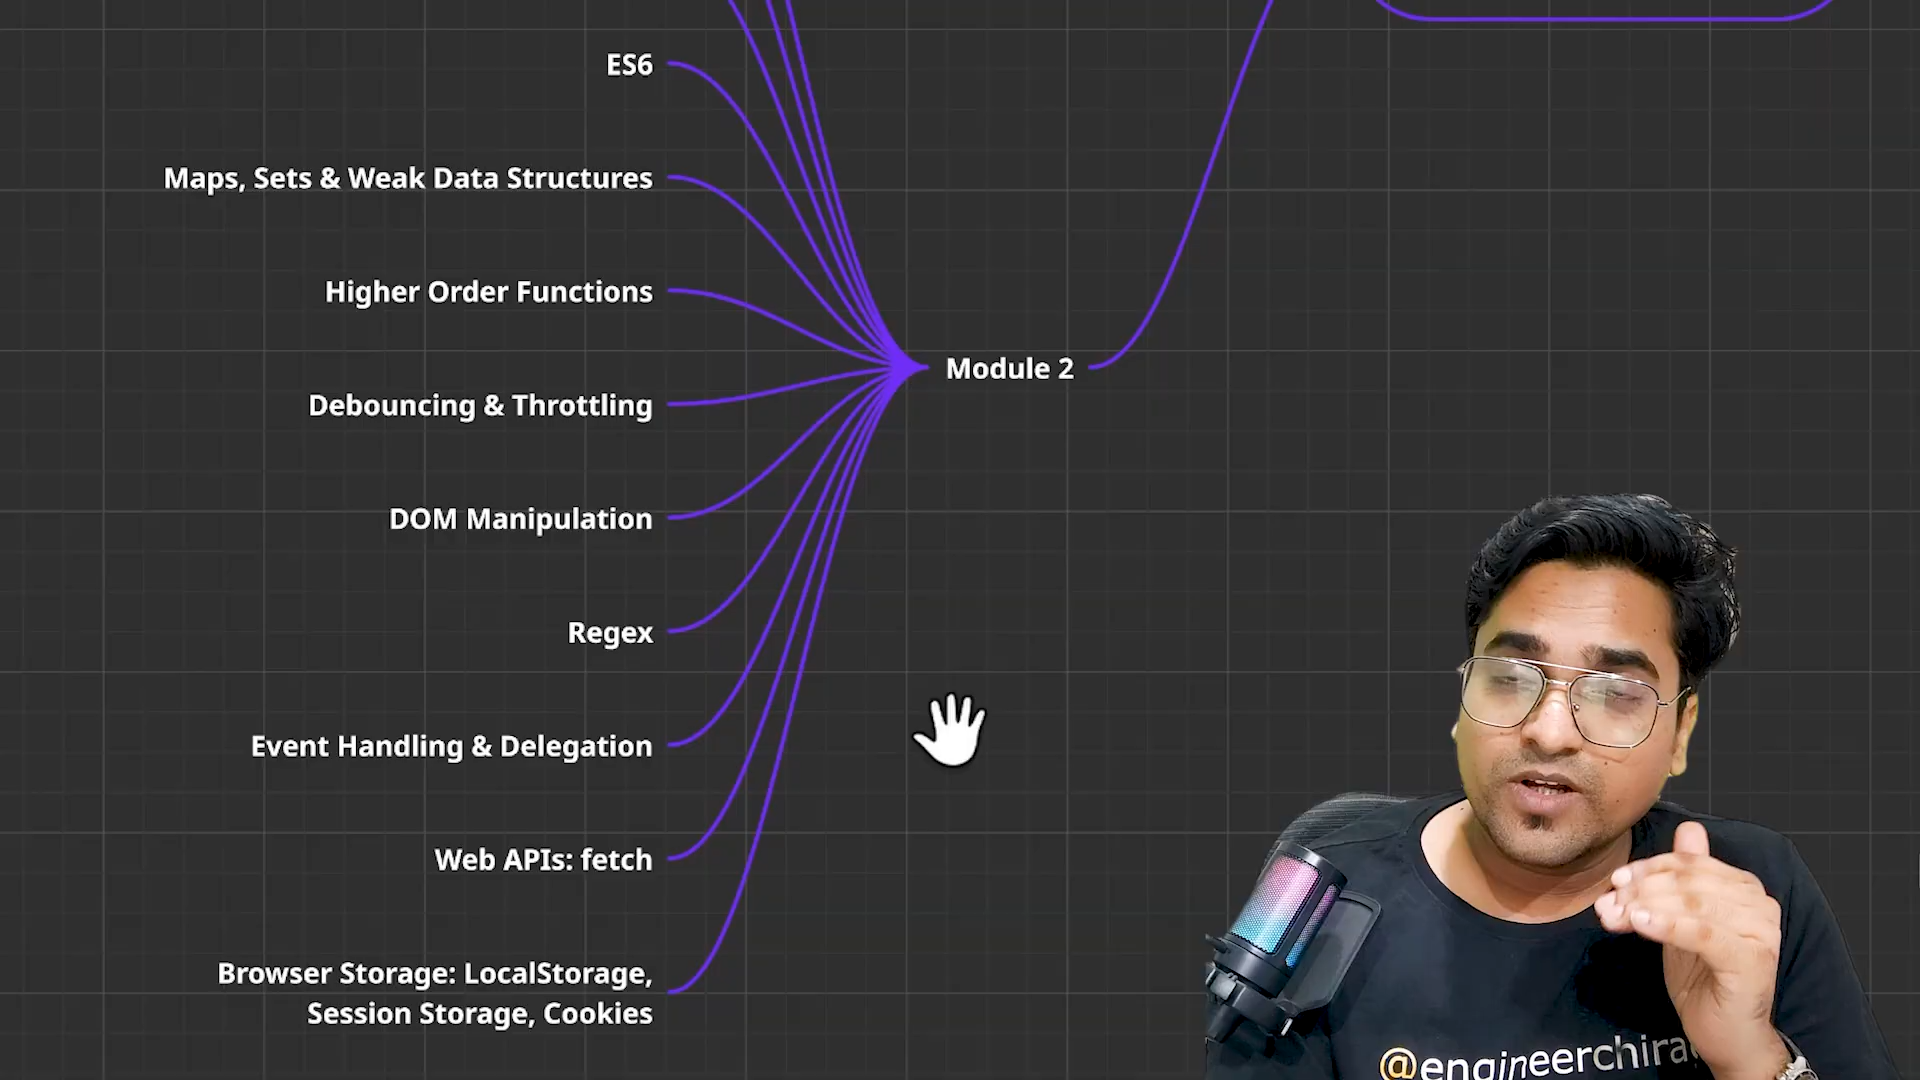 ES6
Maps, Sets & Weak Data Structures
Higher Order Functions
Debouncing & Throttling
Module 2
DOM Manipulation
Regex
Event Handling & Delegation
Web APIs: fetch
Browser Storage: LocalStorage,
Session Storage, Cookies